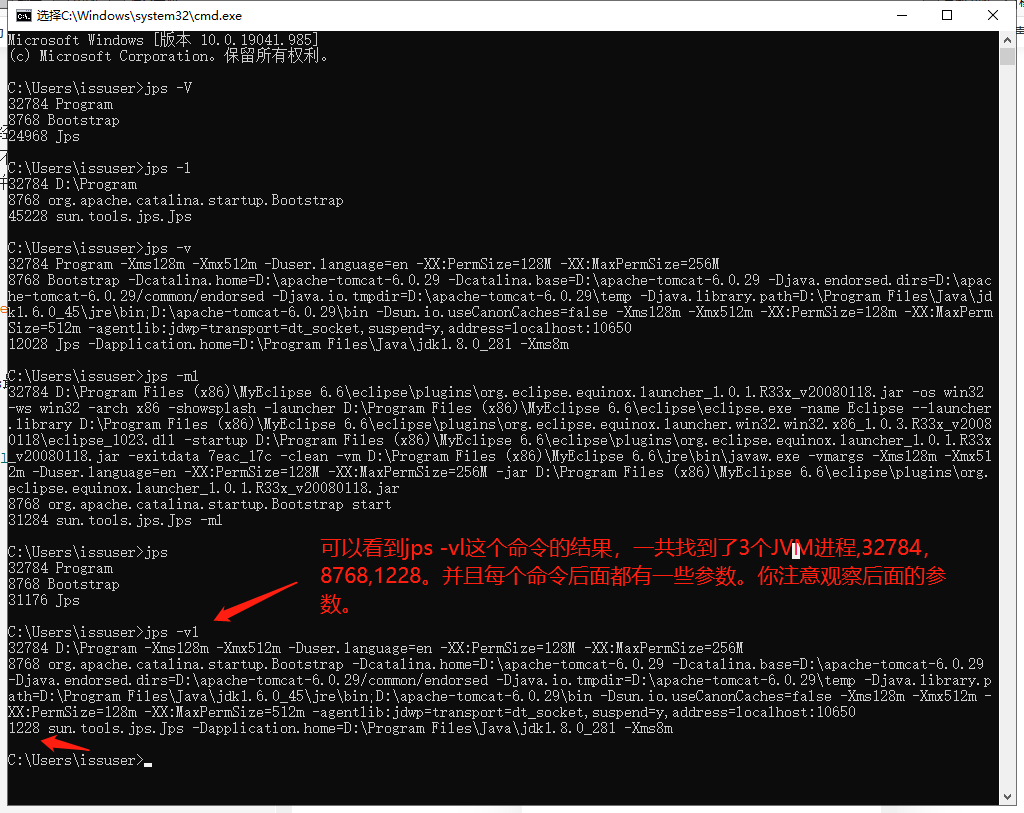 选择C:\Windows\system32\cmd.exe
Microsoft Windows [版本 10.0.19041.985]
(c) Microsoft Corporation。保留所有权利。
C:\Users\issuser>jps -V
32784 Program
8768 Bootstrap
24968 Jps
C:\Users\issuser>jps -l
32784 D:\Program
8768 org.apache.catalina.startup.Bootstrap
45228 sun.tools.jps.Jps
C:\Users\issuser>jps -v
32784 Program -Xms128m -Xmx512m -Duser.language=en -XX:PermSize=128M -XX:MaxPermSize=256M
8768 Bootstrap -Dcatalina.home=D:\apache-tomcat-6.0.29 -Dcatalina.base=D:\apache-tomcat-6.0.29 -Djava.endorsed.dirs=D:\apac
he-tomcat-6.0.29/common/endorsed -Djava.io.tmpdir=D:\apache-tomcat-6.0.29\temp -Djava.library.path=D:\Program Files\Java\jd
k1.6.0_45\jre\bin;D:\apache-tomcat-6.0.29\bin -Dsun.io.useCanonCaches=false -Xms128m -Xmx512m -XX:PermSize=128m -XX:MaxPerm
Size=512m -agentlib:jdwp=transport=dt_socket,suspend=y,address=localhost:10650
12028 Jps -Dapplication.home=D:\Program Files\Java\jdk1.8.0_281 -Xms8m
C:\Users\issuser>jps -ml
32784 D:\Program Files (x86)\MyEclipse 6.6\eclipse\plugins\org.eclipse.equinox.launcher_1.0.1.R33x_v20080118.jar -os win32
-ws win32 -arch x86 -showsplash -launcher D:\Program Files (x86)\MyEclipse 6.6\eclipse\eclipse.exe -name Eclipse --launcher
.library D:\Program Files (x86)\MyEclipse 6.6\eclipse\plugins\org.eclipse.equinox.launcher.win32.win32.x86_1.0.3.R33x_v2008
0118\eclipse_1023.dll -startup D:\Program Files (x86)\MyEclipse 6.6\eclipse\plugins\org.eclipse.equinox.launcher_1.0.1.R33x
_v20080118.jar -exitdata 7eac_17c -clean -vm D:\Program Files (x86)\MyEclipse 6.6\jre\bin\javaw.exe -vmargs -Xms128m -Xmx51
2m -Duser.language=en -XX:PermSize=128M -XX:MaxPermSize=256M -jar D:\Program Files (x86)\MyEclipse 6.6\eclipse\plugins\org.
eclipse.equinox.launcher_1.0.1.R33x_v20080118.jar
8768 org.apache.catalina.startup.Bootstrap start
31284 sun.tools.jps.Jps -ml
C:\Users\issuser>jps
32784 Program
8768 Bootstrap
31176 Jps
可以看到jps -vl这个命令的结果，一共找到了3个JVM进程,32784，
8768,1228。并且每个命令后面都有一些参数。你注意观察后面的参
数。
C:\Users\issuser>jps -vl
32784 D:\Program -Xms128m -Xmx512m -Duser.language=en -XX:PermSize=128M -XX:MaxPermSize=256M
8768 org.apache.catalina.startup.Bootstrap -Dcatalina.home=D:\apache-tomcat-6.0.29 -Dcatalina.base=D:\apache-tomcat-6.0.29
-Djava.endorsed.dirs=D:\apache-tomcat-6.0.29/common/endorsed -Djava.io.tmpdir=D:\apache-tomcat-6.0.29\temp -Djava.library.p
ath=D:\Program Files\Java\jdk1.6.0_45\jre\bin;D:\apache-tomcat-6.0.29\bin -Dsun.io.useCanonCaches=false -Xms128m -Xmx512m -
XX:PermSize=128m -XX:MaxPermSize=512m -agentlib:jdwp=transport=dt_socket,suspend=y,address=localhost:10650
1228 sun.tools.jps.Jps -Dapplication.home=D:\Program Files\Java\jdk1.8.0_281 -Xms8m
C:\Users\issuser>